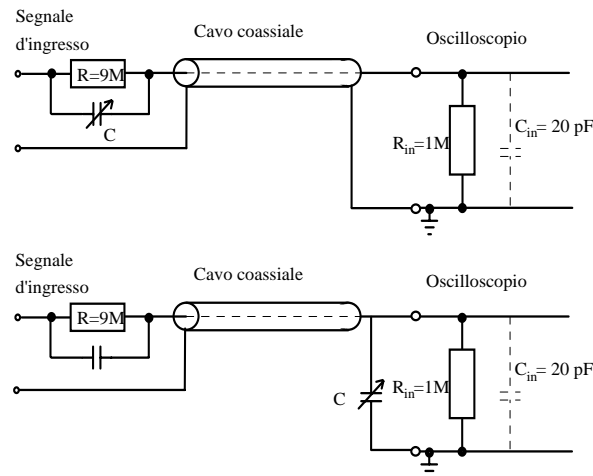 Segnale
d'ingresso
Cavo coassiale
Oscilloscopio
R=9M
C
R_in=1M
C_in= 20 pF
Segnale
d'ingresso
Cavo coassiale
Oscilloscopio
R=9M
C
R_in=1M
C_in= 20 pF